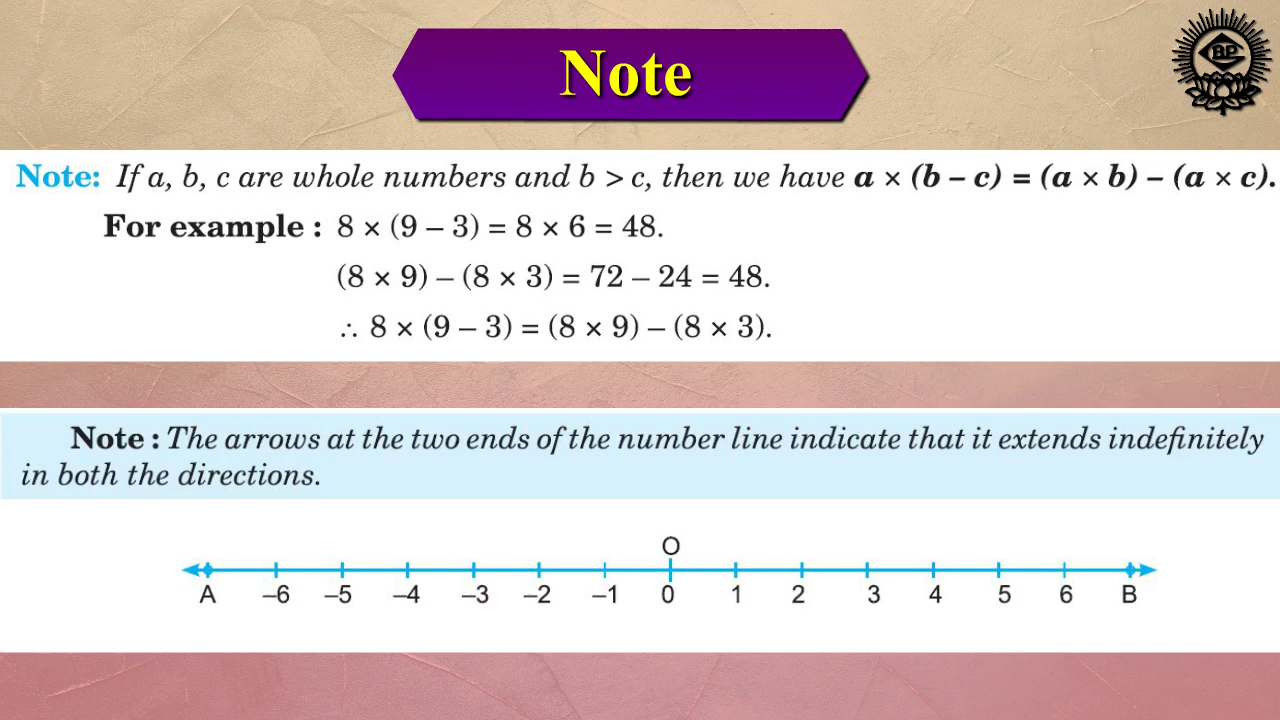 Note
BP
Note: If a, b, c are whole numbers and b > c, then we have a × (b – c) = (a × b) – (a × c).
For example : 8 × (9 – 3) = 8 × 6 = 48.
(8 × 9) – (8 × 3) = 72 – 24 = 48.
∴ 8 × (9 – 3) = (8 × 9) – (8 × 3).
Note : The arrows at the two ends of the number line indicate that it extends indefinitely
in both the directions.
O
A –6 –5 –4 –3 –2 –1 0 1 2 3 4 5 6 B